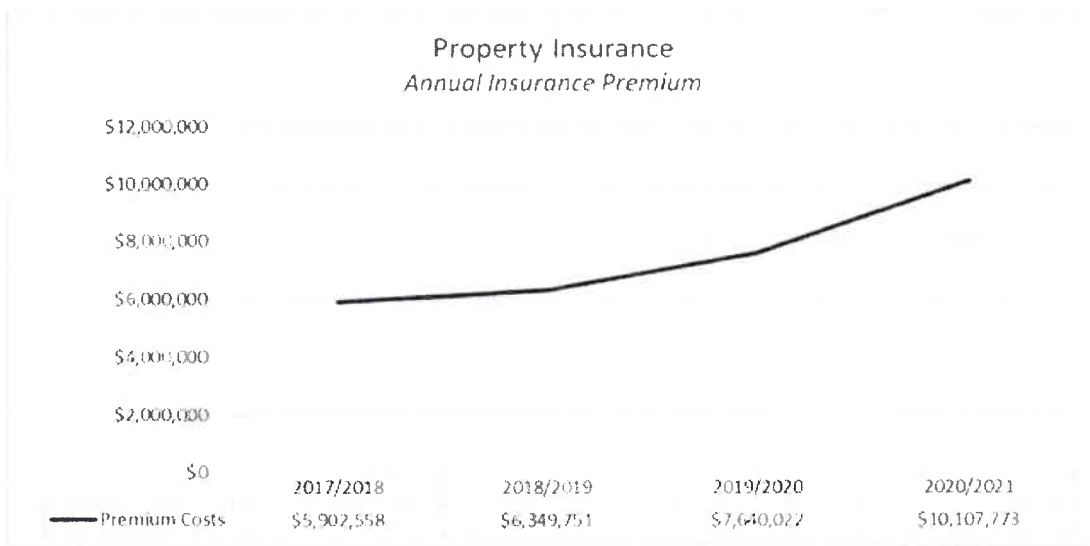 Property Insurance
Annual Insurance Premium
$12,000,000
$10,000,000
$8,000,000
$6,000,000
$4,000,000
$2,000,000
$0
2017/2018 2018/2019 2019/2020 2020/2021
Premium Costs $5,902,558 $6,349,751 $7,640,022 $10,107,773